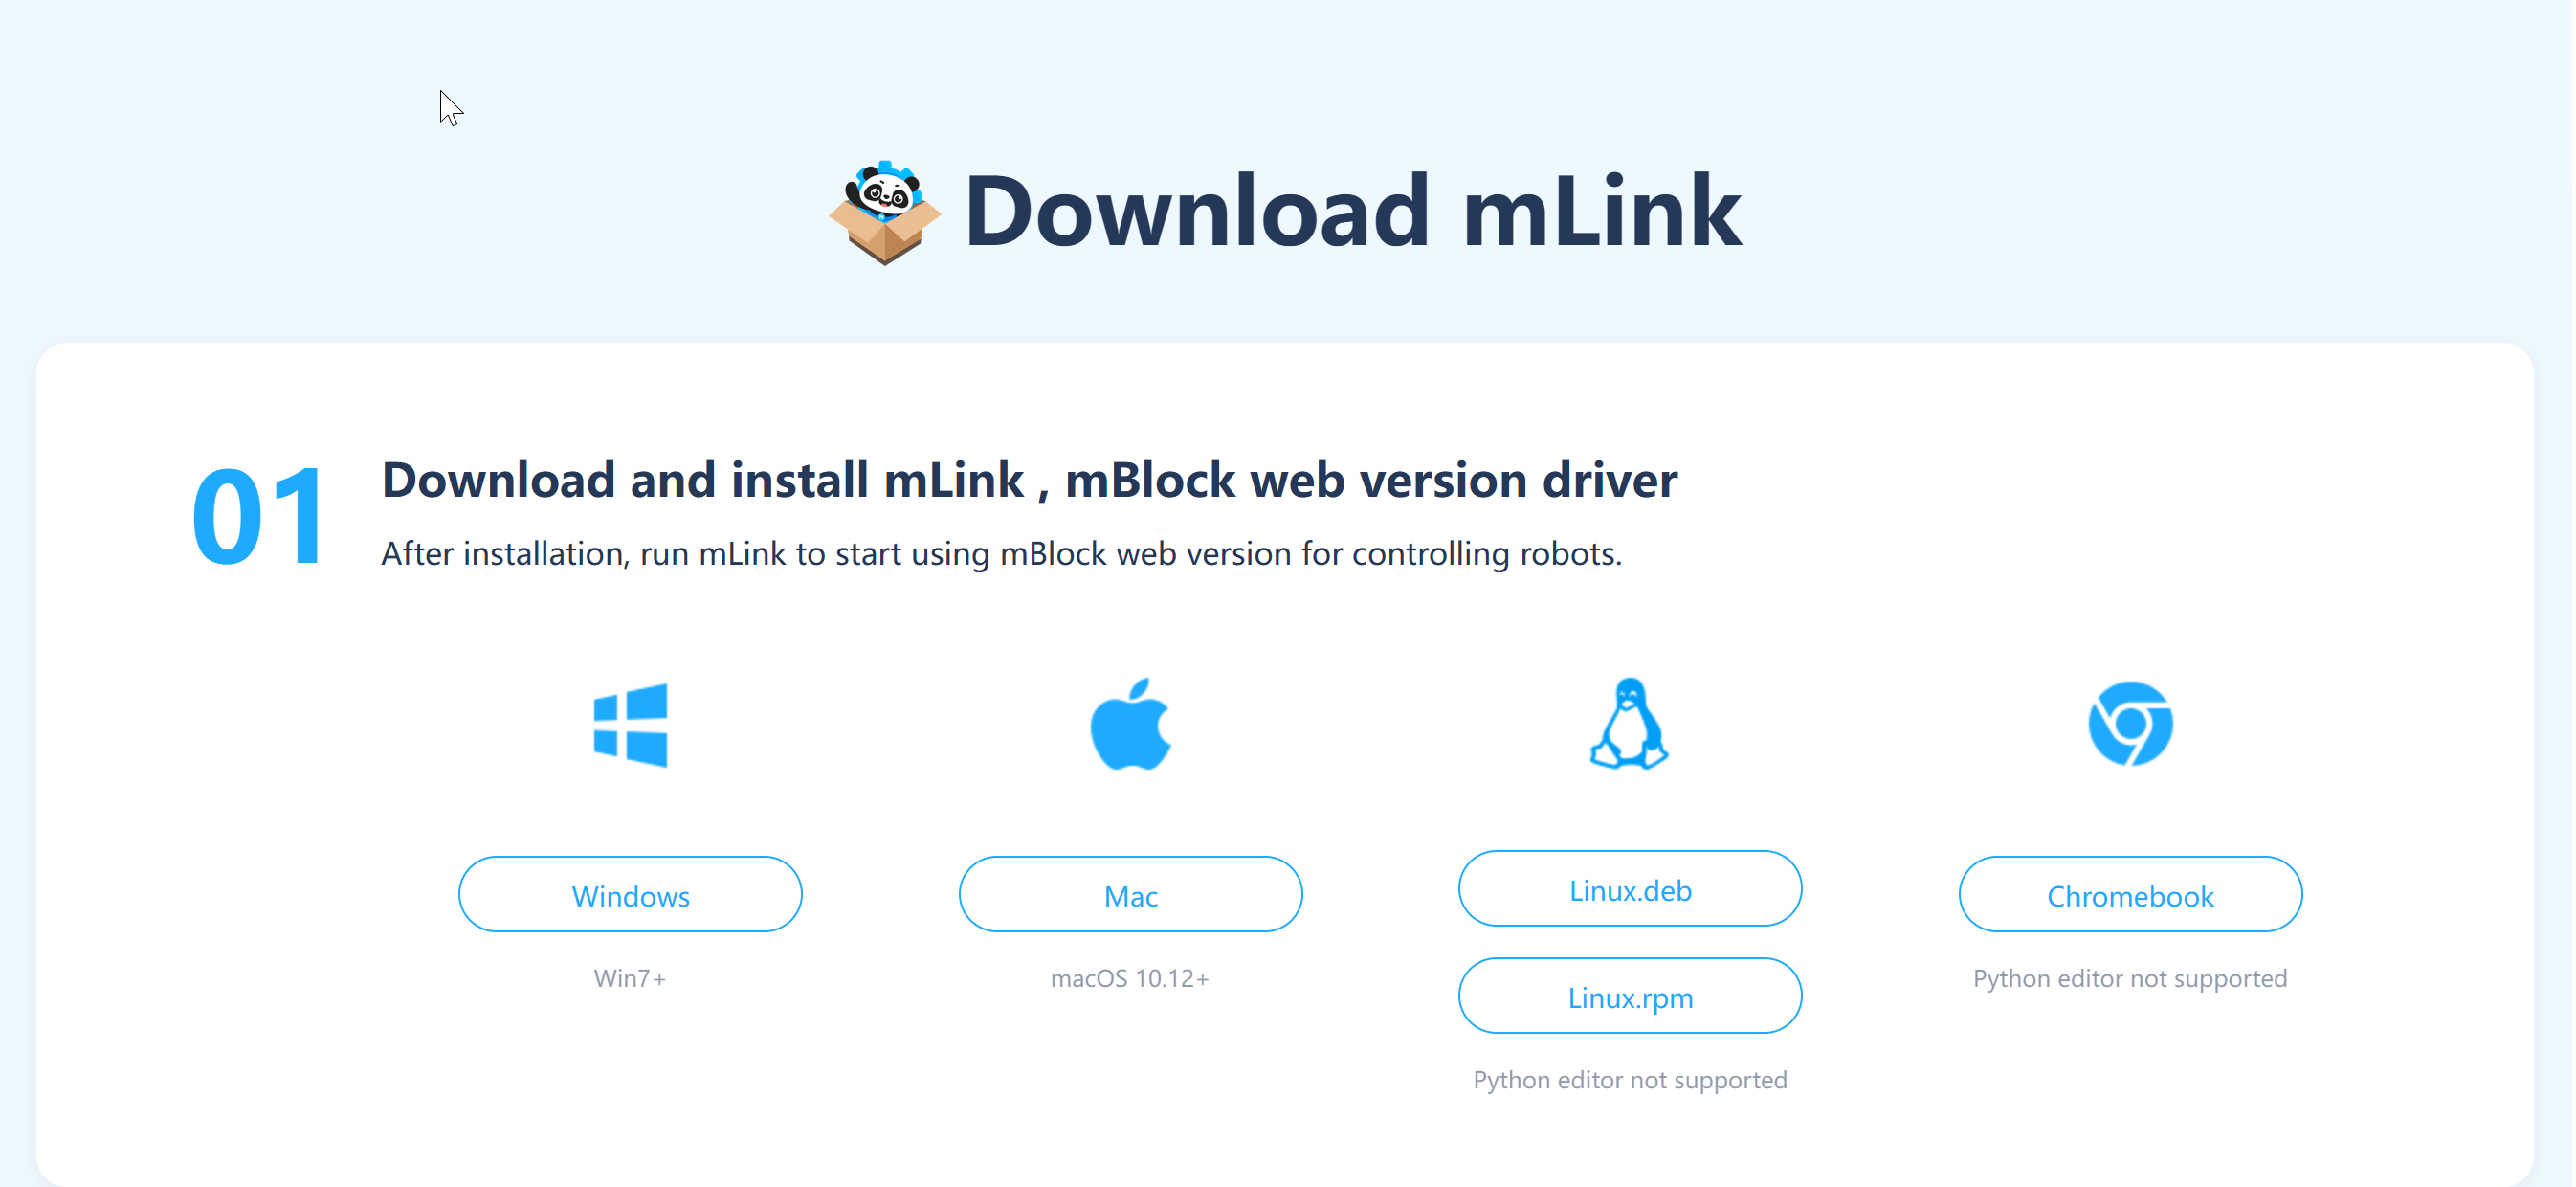 Download mLink
01
Download and install mLink , mBlock web version driver
After installation, run mLink to start using mBlock web version for controlling robots.
Windows
Win7+
Mac
macOS 10.12+
Linux.deb
Linux.rpm
Python editor not supported
Chromebook
Python editor not supported